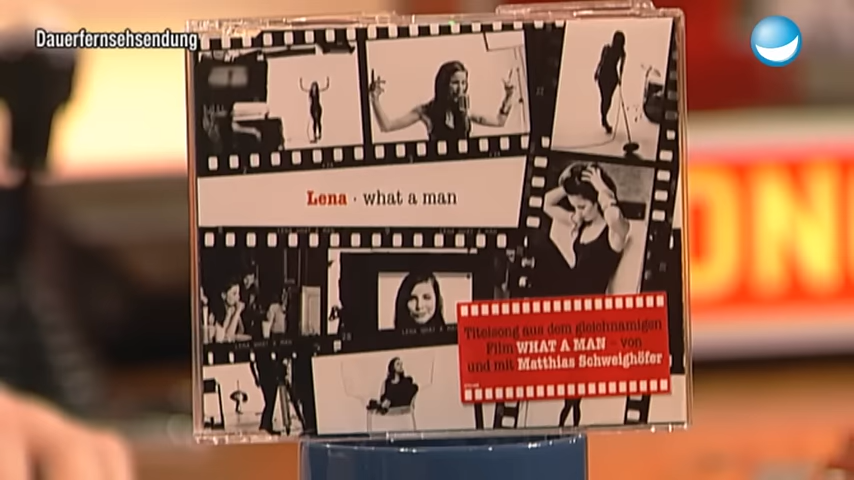 Dauerfernsehsendung
Lena · what a man
Titelsong aus dem gleichnamigen
Film WHAT A MAN – von
und mit Matthias Schweighöfer